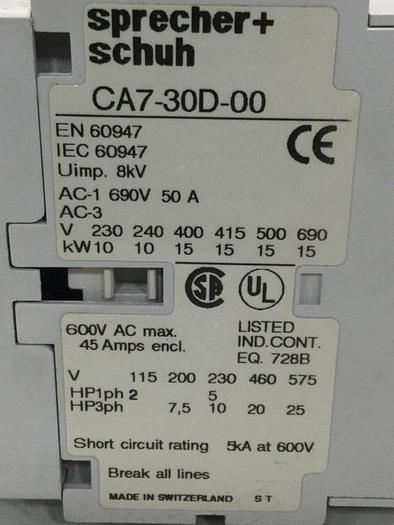 sprecher+
schuh
CA7-30D-00
EN 60947
IEC 60947
Uimp. 8kV
CE
AC-1 690V 50 A
AC-3
V 230 240 400 415 500 690
kW 10 10 15 15 15 15
SP UL
600V AC max. LISTED
45 Amps encl. IND.CONT.
EQ. 728B
V 115 200 230 460 575
HP1ph 2 5
HP3ph 7,5 10 20 25
Short circuit rating 5kA at 600V
Break all lines
MADE IN SWITZERLAND S T